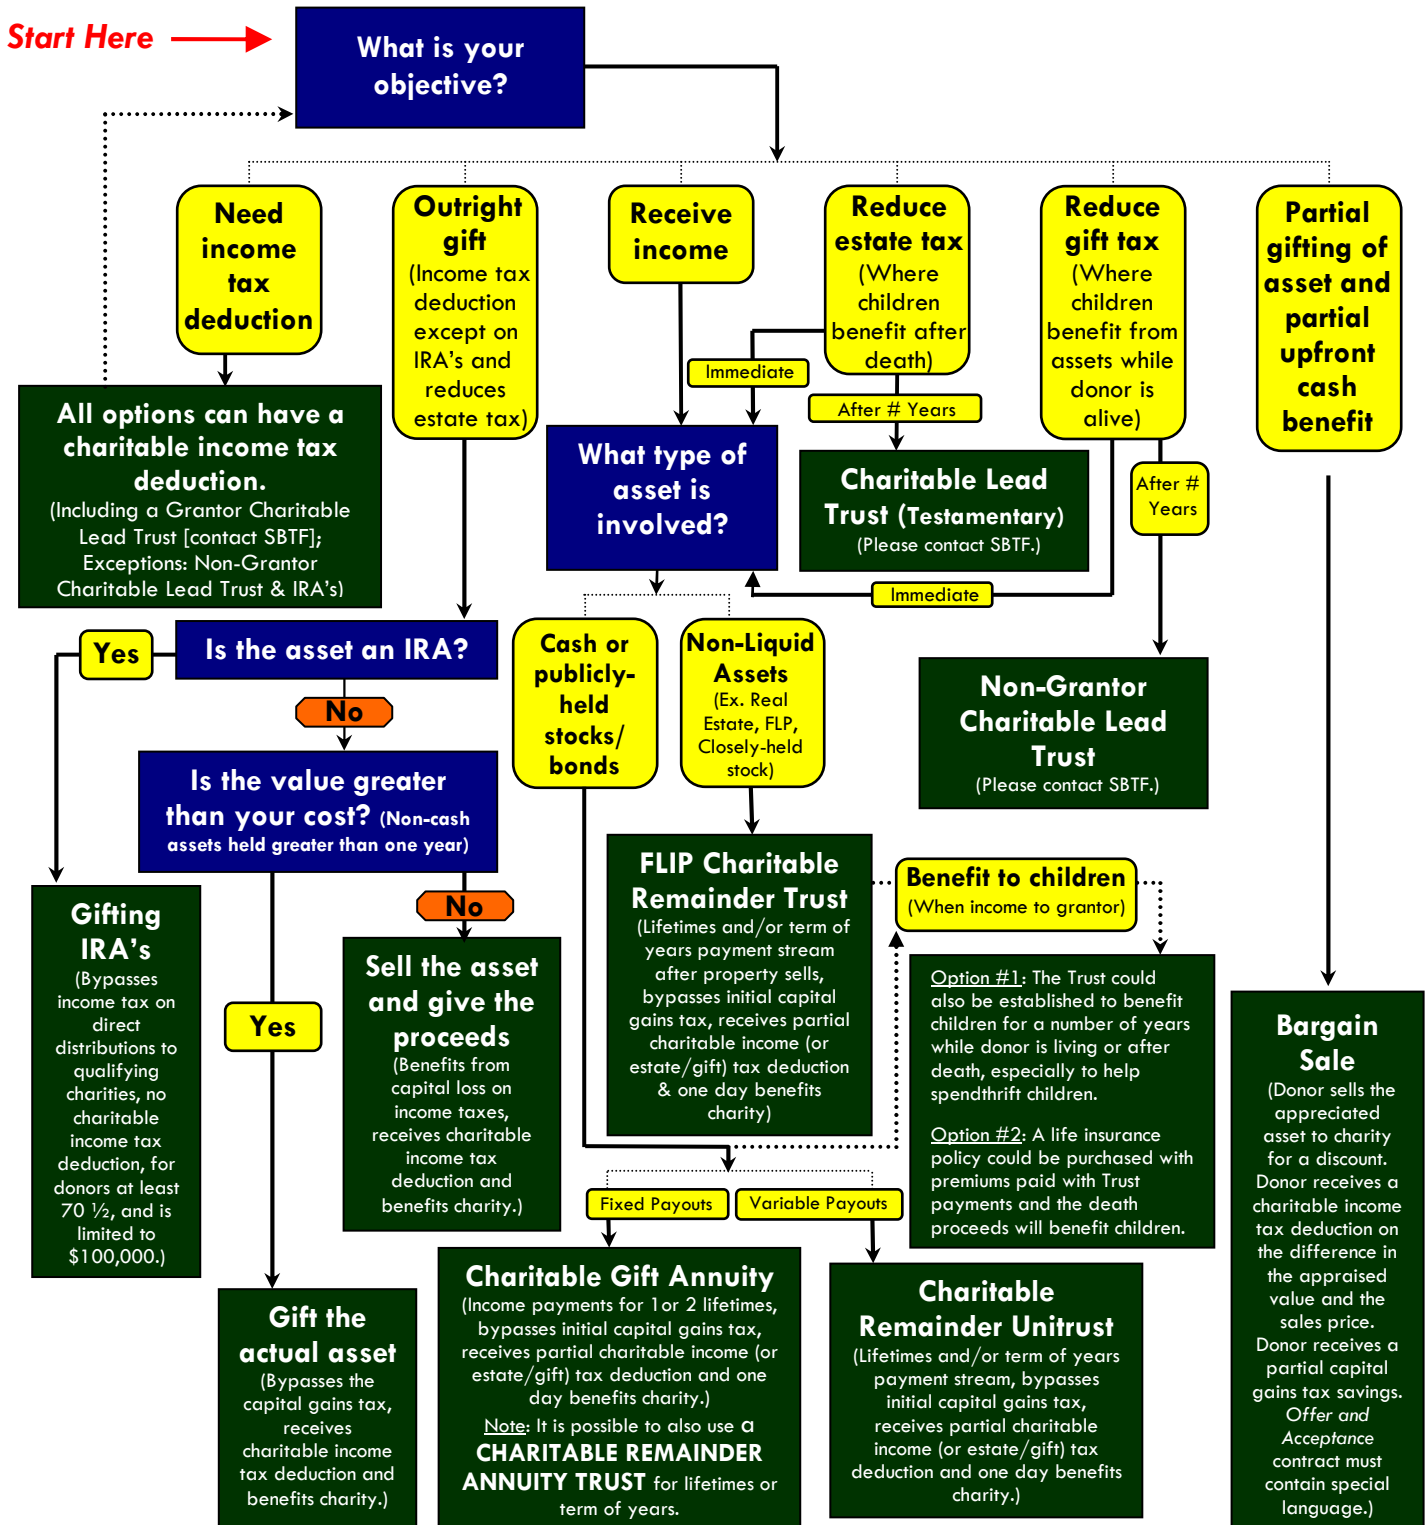 Start Here
What is your
objective?
Need
income
tax
deduction
Outright
gift
(Income tax
deduction
except on
IRA's and
reduces
estate tax)
Receive
income
Reduce
estate tax
(Where
children
benefit after
death)
Reduce
gift tax
(Where
children
benefit from
assets while
donor is
alive)
Partial
gifting of
asset and
partial
upfront
cash
benefit
Immediate
After # Years
All options can have a
charitable income tax
deduction.
(Including a Grantor Charitable
Lead Trust [contact SBTF];
Exceptions: Non-Grantor
Charitable Lead Trust & IRA's)
What type of
asset is
involved?
Charitable Lead
Trust (Testamentary)
(Please contact SBTF.)
After #
Years
Immediate
Yes
Is the asset an IRA?
No
Cash or
publicly-
held
stocks/
bonds
Non-Liquid
Assets
(Ex. Real
Estate, FLP,
Closely-held
stock)
Non-Grantor
Charitable Lead
Trust
(Please contact SBTF.)
Is the value greater
than your cost? (Non-cash
assets held greater than one year)
No
Yes
Gifting
IRA's
(Bypasses
income tax on
direct
distributions to
qualifying
charities, no
charitable
income tax
deduction, for
donors at least
70 ½, and is
limited to
$100,000.)
Sell the asset
and give the
proceeds
(Benefits from
capital loss on
income taxes,
receives charitable
income tax
deduction and
benefits charity.)
FLIP Charitable
Remainder Trust
(Lifetimes and/or term of
years payment stream
after property sells,
bypasses initial capital
gains tax, receives partial
charitable income (or
estate/gift) tax deduction
& one day benefits
charity)
Benefit to children
(When income to grantor)
Option #1: The Trust could
also be established to benefit
children for a number of years
while donor is living or after
death, especially to help
spendthrift children.
Option #2: A life insurance
policy could be purchased with
premiums paid with Trust
payments and the death
proceeds will benefit children.
Bargain
Sale
(Donor sells the
appreciated
asset to charity
for a discount.
Donor receives a
charitable income
tax deduction on
the difference in
the appraised
value and the
sales price.
Donor receives a
partial capital
gains tax savings.
Offer and
Acceptance
contract must
contain special
language.)
Fixed Payouts
Variable Payouts
Gift the
actual asset
(Bypasses the
capital gains tax,
receives
charitable income
tax deduction and
benefits charity.)
Charitable Gift Annuity
(Income payments for 1or 2 lifetimes,
bypasses initial capital gains tax,
receives partial charitable income (or
estate/gift) tax deduction and one
day benefits charity.)
Note: It is possible to also use a
CHARITABLE REMAINDER
ANNUITY TRUST for lifetimes or
term of years.
Charitable
Remainder Unitrust
(Lifetimes and/or term of years
payment stream, bypasses
initial capital gains tax,
receives partial charitable
income (or estate/gift) tax
deduction and one day benefits
charity.)